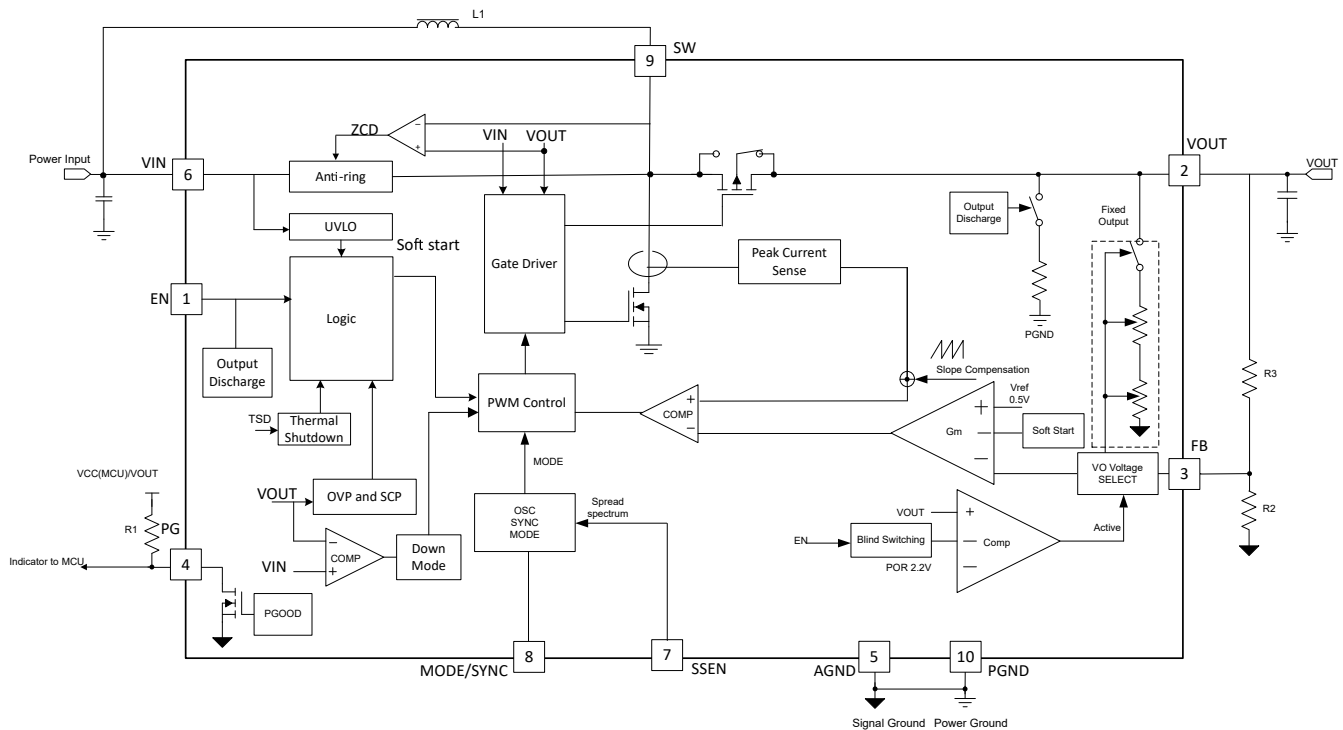 L1
SW
9
ZCD
VIN
VOUT
-
+
Power Input
VIN
6
Anti-ring
VOUT
2
VOUT
UVLO
Soft start
Gate Driver
Output
Discharge
Fixed
Output
Peak Current
Sense
EN
1
Logic
PGND
Output
Discharge
Slope Compensation
R3
TSD
Thermal
Shutdown
PWM Control
COMP
+
-
Gm
+
-
-
Vref
0.5V
Soft Start
FB
3
VO Voltage
SELECT
MODE
VCC(MCU)/VOUT
VOUT
OVP and SCP
OSC
SYNC
MODE
Spread
spectrum
R1
PG
R2
VOUT
+
-
-
Comp
Active
EN
Blind Switching
POR 2.2V
-
COMP
+
VIN
Down
Mode
Indicator to MCU
4
PGOOD
8
MODE/SYNC
7
SSEN
AGND
5
10
PGND
Signal Ground
Power Ground